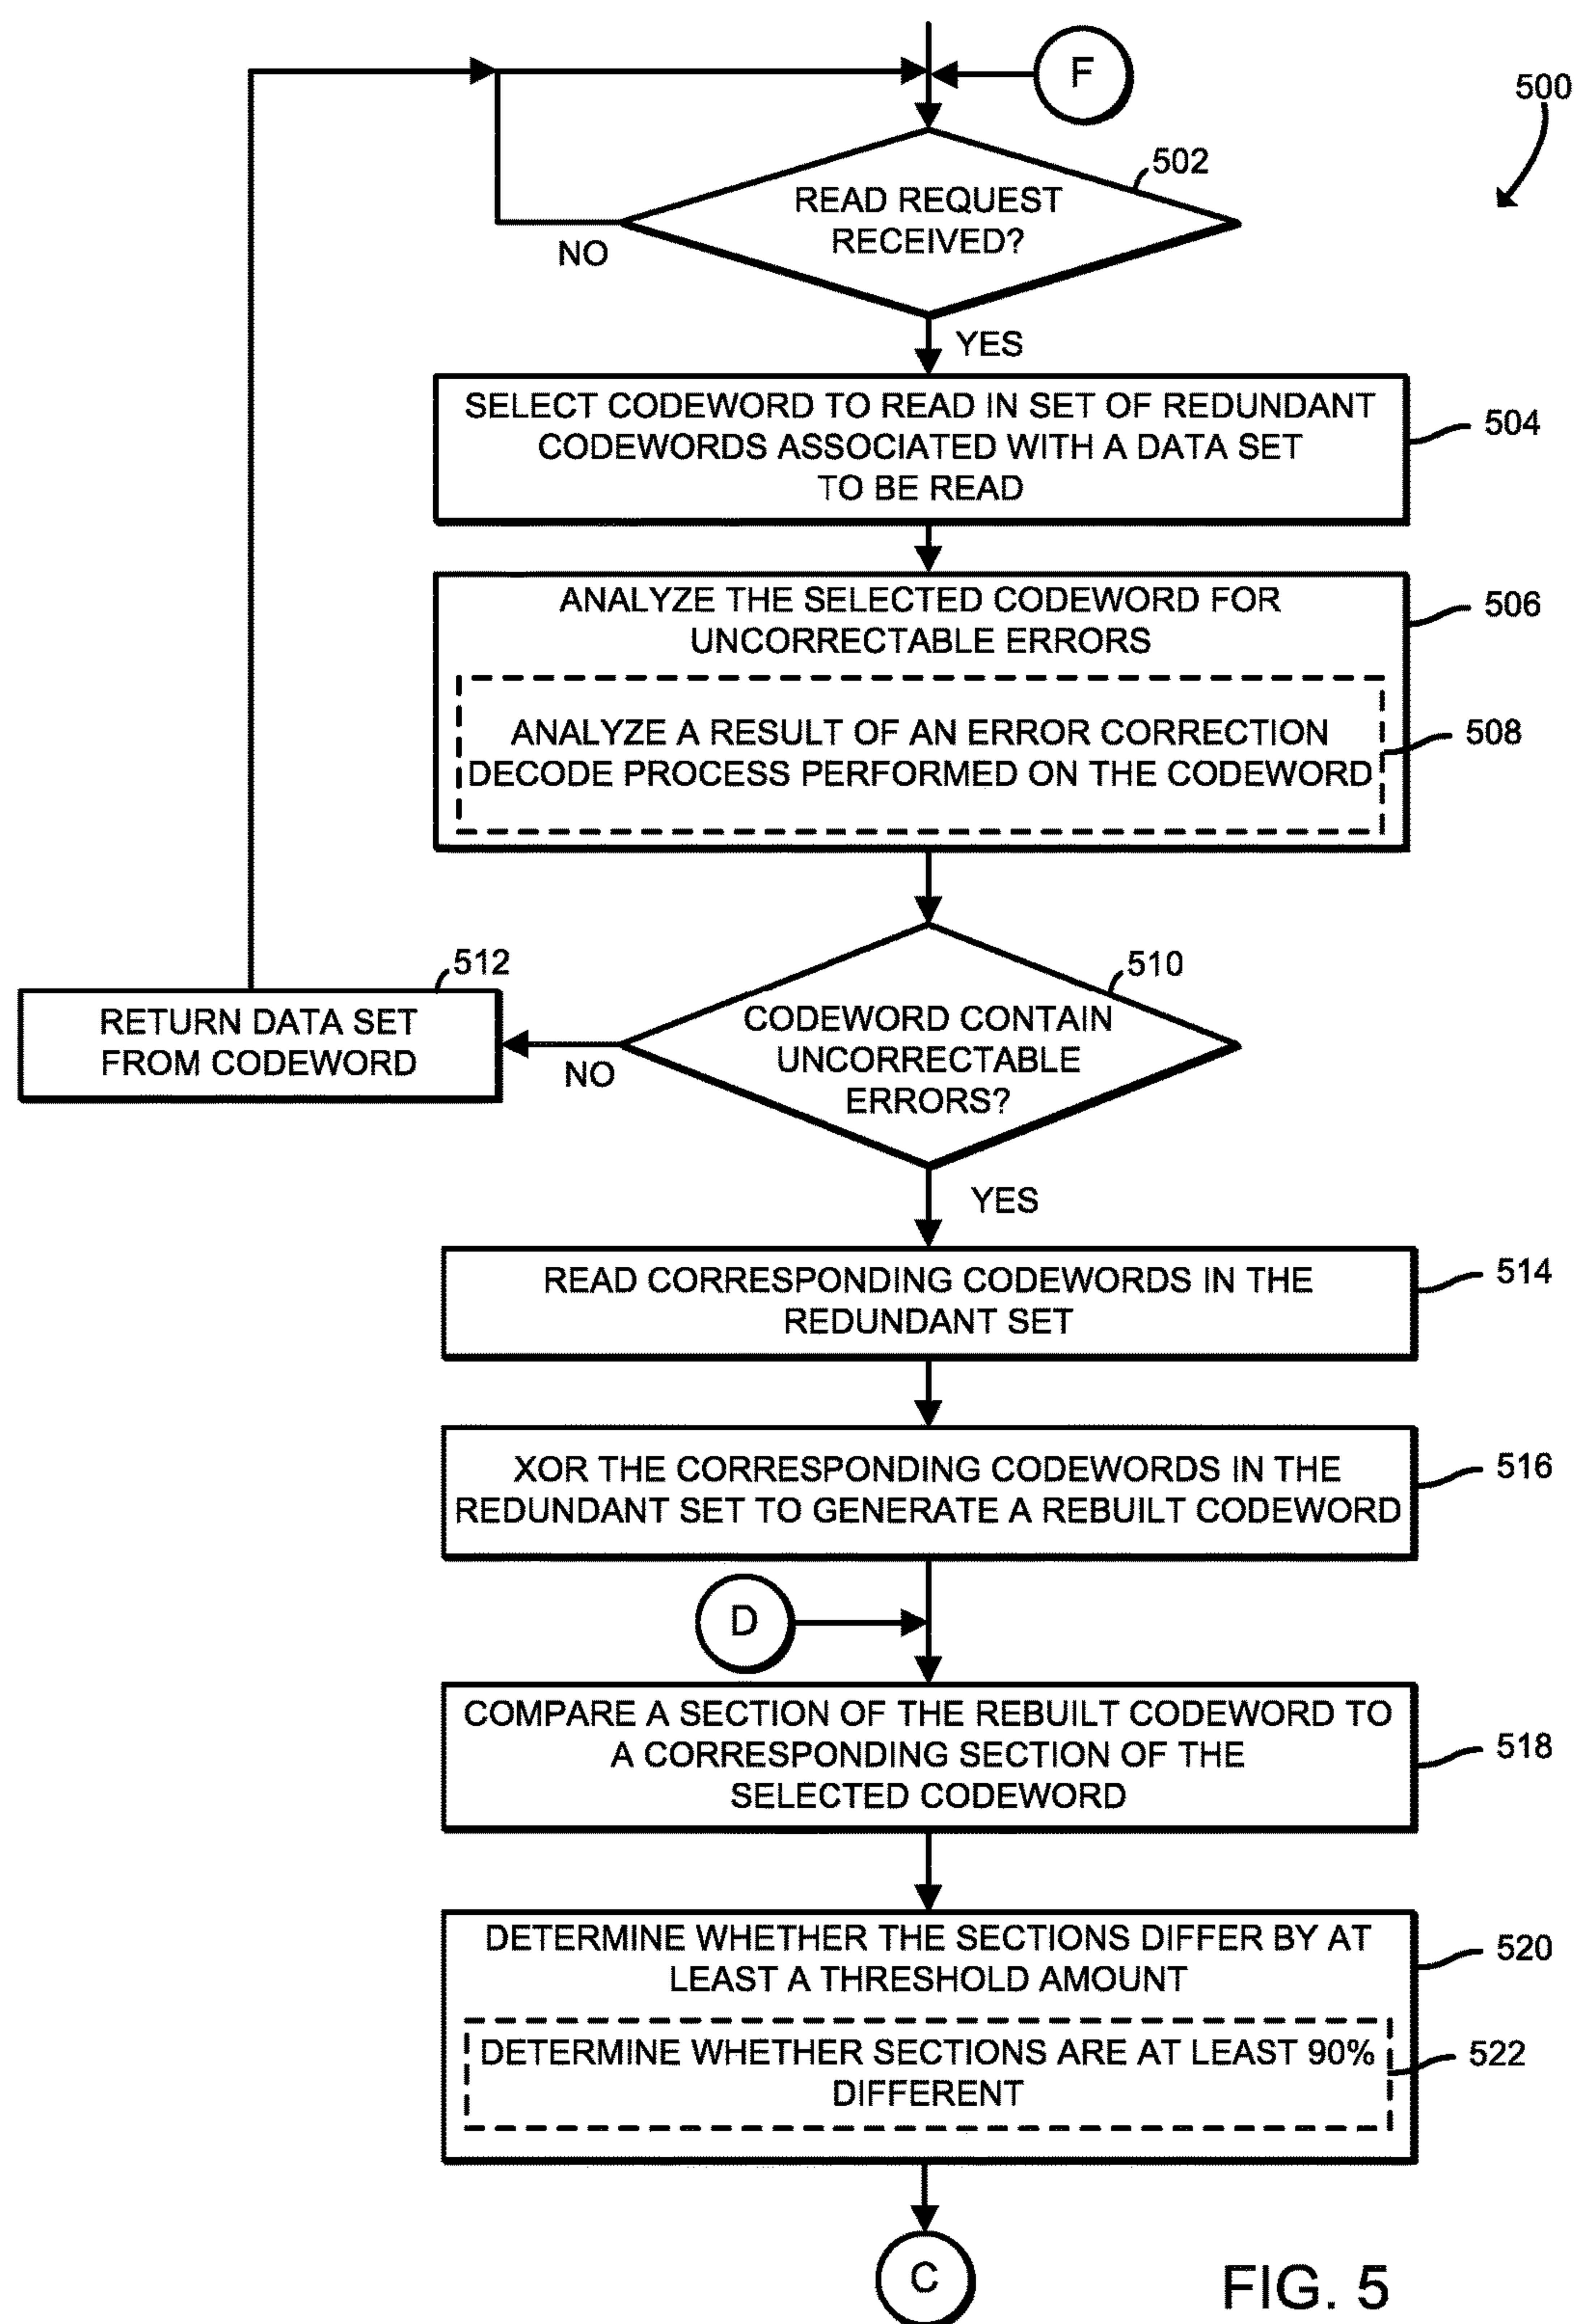 F
500
502
READ REQUEST
RECEIVED?
NO
YES
SELECT CODEWORD TO READ IN SET OF REDUNDANT
CODEWORDS ASSOCIATED WITH A DATA SET
TO BE READ
504
ANALYZE THE SELECTED CODEWORD FOR
UNCORRECTABLE ERRORS
506
ANALYZE A RESULT OF AN ERROR CORRECTION
DECODE PROCESS PERFORMED ON THE CODEWORD
508
512
RETURN DATA SET
FROM CODEWORD
510
CODEWORD CONTAIN
UNCORRECTABLE
ERRORS?
NO
YES
READ CORRESPONDING CODEWORDS IN THE
REDUNDANT SET
514
XOR THE CORRESPONDING CODEWORDS IN THE
REDUNDANT SET TO GENERATE A REBUILT CODEWORD
516
D
COMPARE A SECTION OF THE REBUILT CODEWORD TO
A CORRESPONDING SECTION OF THE
SELECTED CODEWORD
518
DETERMINE WHETHER THE SECTIONS DIFFER BY AT
LEAST A THRESHOLD AMOUNT
520
DETERMINE WHETHER SECTIONS ARE AT LEAST 90%
DIFFERENT
522
C
FIG. 5